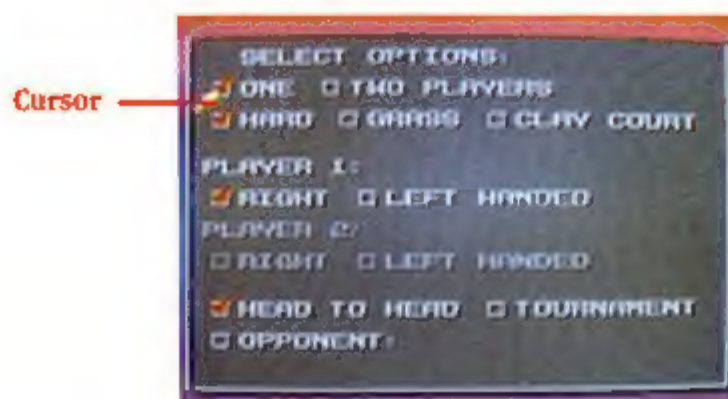 SELECT OPTIONS:
ONE TWO PLAYERS
Cursor
HARD GRASS CLAY COURT
PLAYER 1:
RIGHT LEFT HANDED
PLAYER 2:
RIGHT LEFT HANDED
HEAD TO HEAD TOURNAMENT
OPPONENT: